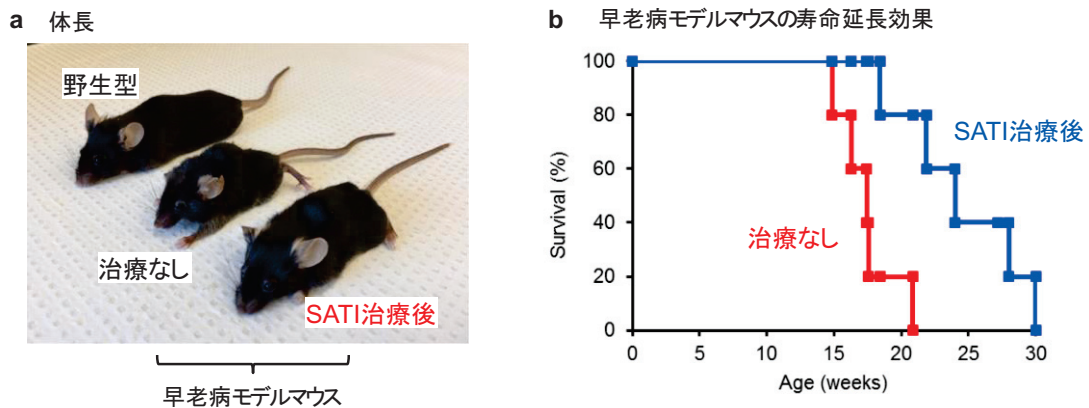 a 体長
野生型
治療なし
SATI治療後
早老病モデルマウス
b 早老病モデルマウスの寿命延長効果
Survival (%)
100
80
60
40
20
0
SATI治療後
治療なし
0 5 10 15 20 25 30
Age (weeks)